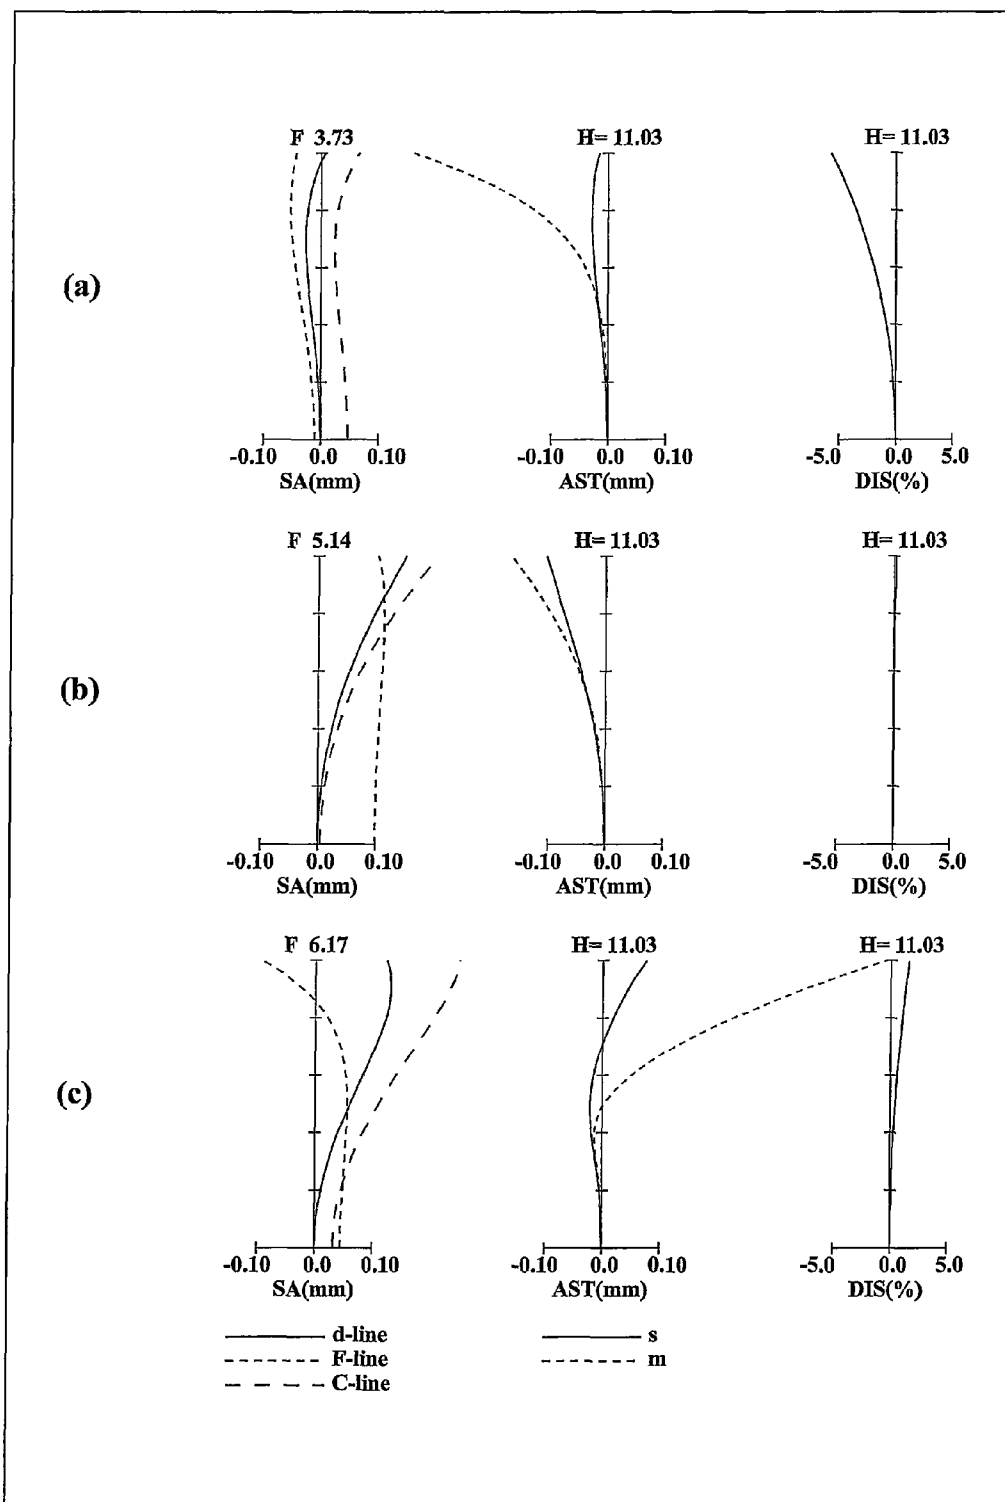 F 3.73 H= 11.03 H= 11.03
(a)
-0.10 0.0 0.10 -0.10 0.0 0.10 -5.0 0.0 5.0
SA(mm) AST(mm) DIS(%)
F 5.14 H= 11.03 H= 11.03
(b)
-0.10 0.0 0.10 -0.10 0.0 0.10 -5.0 0.0 5.0
SA(mm) AST(mm) DIS(%)
F 6.17 H= 11.03 H= 11.03
(c)
-0.10 0.0 0.10 -0.10 0.0 0.10 -5.0 0.0 5.0
SA(mm) AST(mm) DIS(%)
d-line s
F-line m
C-line